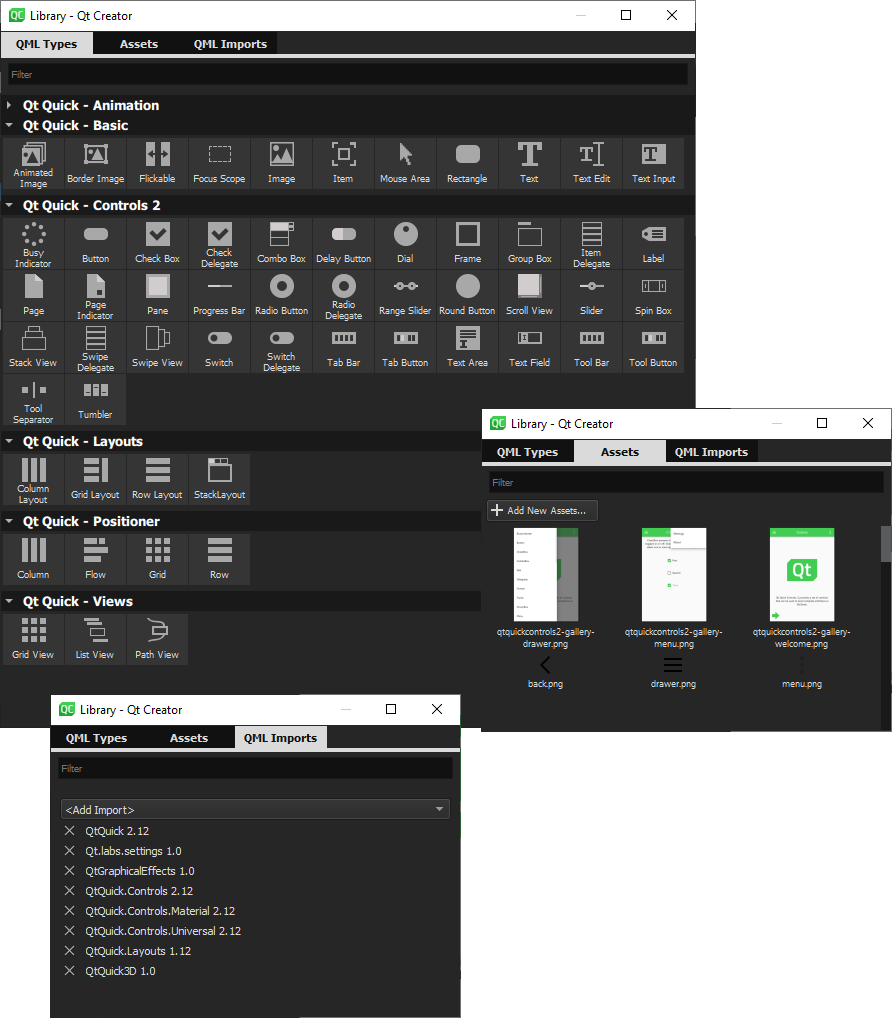 QC Library - Qt Creator
QML Types Assets QML Imports
Filter
Qt Quick - Animation
Qt Quick - Basic
Animated Image
Border Image
Flickable
Focus Scope
Image
Item
Mouse Area
Rectangle
Text
Text Edit
Text Input
Qt Quick - Controls 2
Busy Indicator
Button
Check Box
Check Delegate
Combo Box
Delay Button
Dial
Frame
Group Box
Item Delegate
Label
Page
Page Indicator
Pane
Progress Bar
Radio Button
Radio Delegate
Range Slider
Round Button
Scroll View
Slider
Spin Box
Stack View
Swipe Delegate
Swipe View
Switch
Switch Delegate
Tab Bar
Tab Button
Text Area
Text Field
Tool Bar
Tool Button
Tool Separator
Tumbler
Qt Quick - Layouts
Column Layout
Grid Layout
Row Layout
StackLayout
Qt Quick - Positioner
Column
Flow
Grid
Row
Qt Quick - Views
Grid View
List View
Path View
QC Library - Qt Creator
QML Types Assets QML Imports
Filter
Add New Assets...
Qt
qtquickcontrols2-gallery-drawer.png
qtquickcontrols2-gallery-menu.png
qtquickcontrols2-gallery-welcome.png
back.png
drawer.png
menu.png
QC Library - Qt Creator
QML Types Assets QML Imports
Filter
<Add Import>
QtQuick 2.12
Qt.labs.settings 1.0
QtGraphicalEffects 1.0
QtQuick.Controls 2.12
QtQuick.Controls.Material 2.12
QtQuick.Controls.Universal 2.12
QtQuick.Layouts 1.12
QtQuick3D 1.0